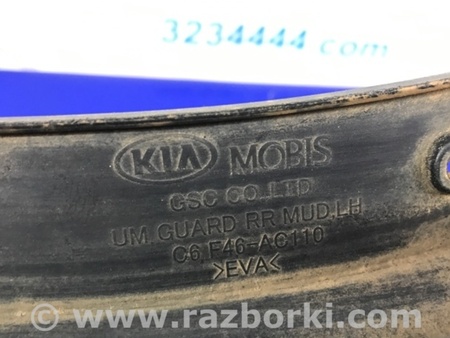 3234444 com
KIA MOBIS
GSC CO.LTD
UM GUARD RR MUD.LH
C6 F46-AC110
>EVA<
www.razborki.com